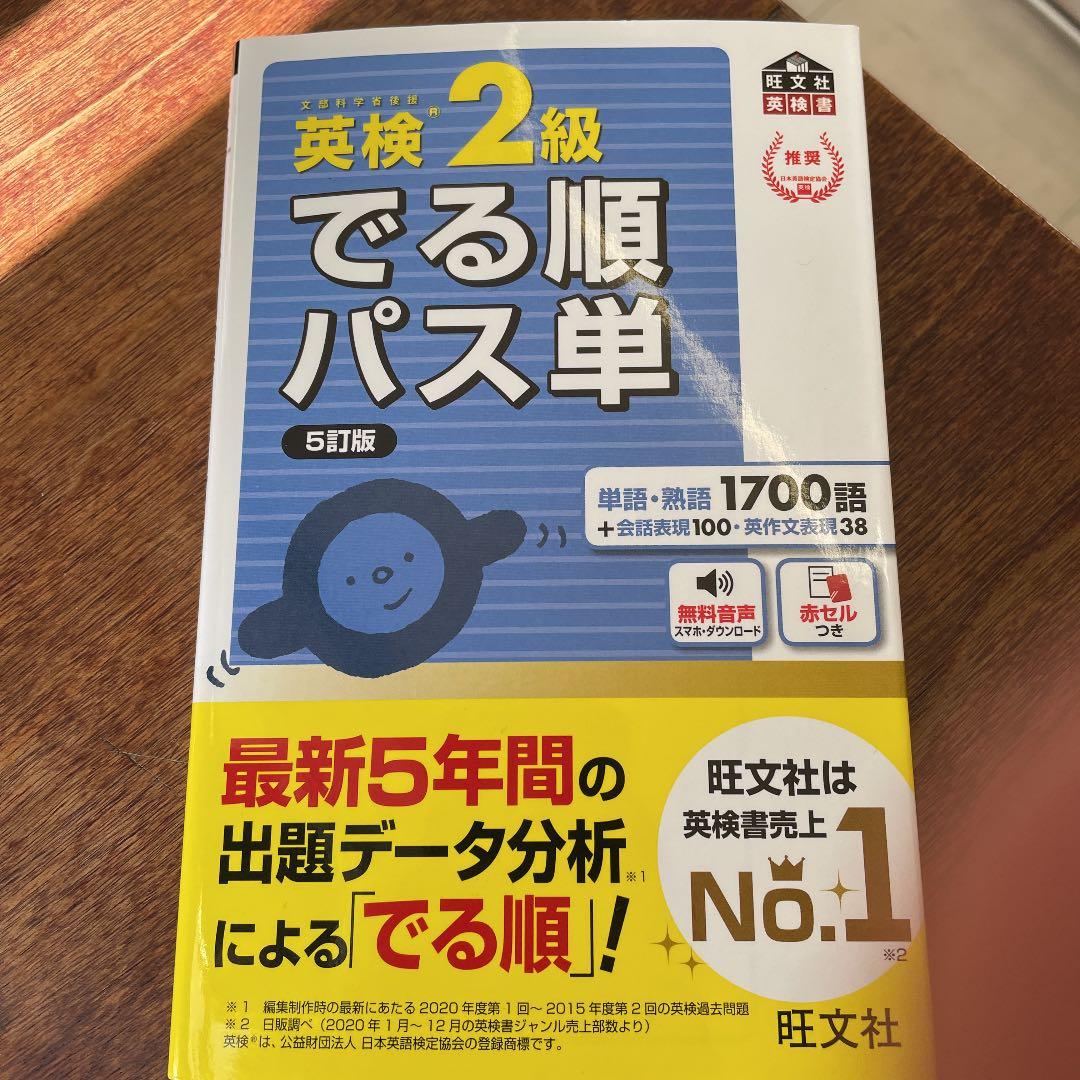 旺文社
英検書
推奨
日本英語検定協会
英検
文部科学省後援
英検® 2級
でる順
パス単
5訂版
単語・熟語 1700語
+会話表現100・英作文表現38
無料音声
スマホ・ダウンロード
赤セル
つき
最新5年間の
出題データ分析※1
による「でる順」!
旺文社は
英検書売上
No.1
※2
※1 編集制作時の最新にあたる2020年度第1回〜2015年度第2回の英検過去問題
※2 日販調べ(2020年1月〜12月の英検書ジャンル売上部数より)
英検®は、公益財団法人 日本英語検定協会の登録商標です。
旺文社